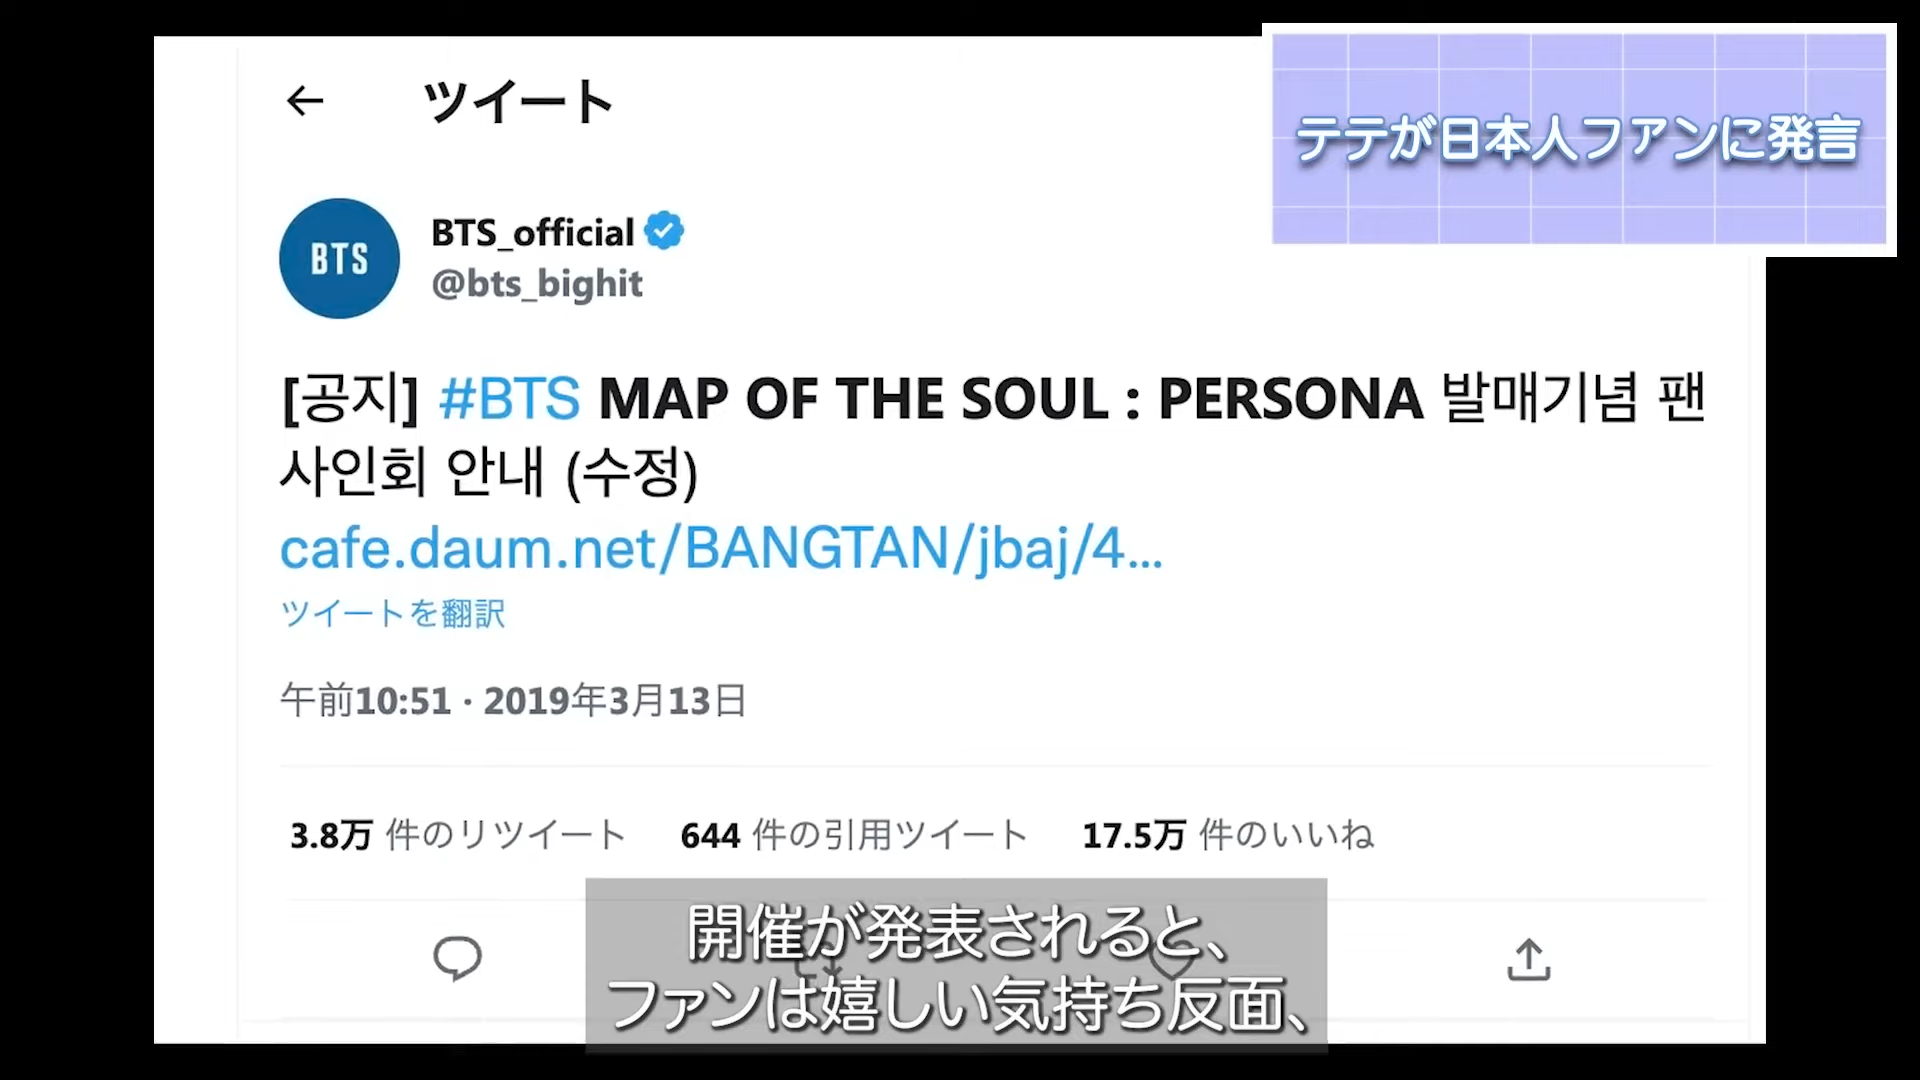 ツイート
テテが日本人ファンに発言
BTS
BTS_official
@bts_bighit
[공지] #BTS MAP OF THE SOUL : PERSONA 발매기념 팬
사인회 안내 (수정)
cafe.daum.net/BANGTAN/jbaj/4…
ツイートを翻訳
午前10:51 · 2019年3月13日
3.8万 件のリツイート 644 件の引用ツイート 17.5万 件のいいね
開催が発表されると、
ファンは嬉しい気持ち反面、